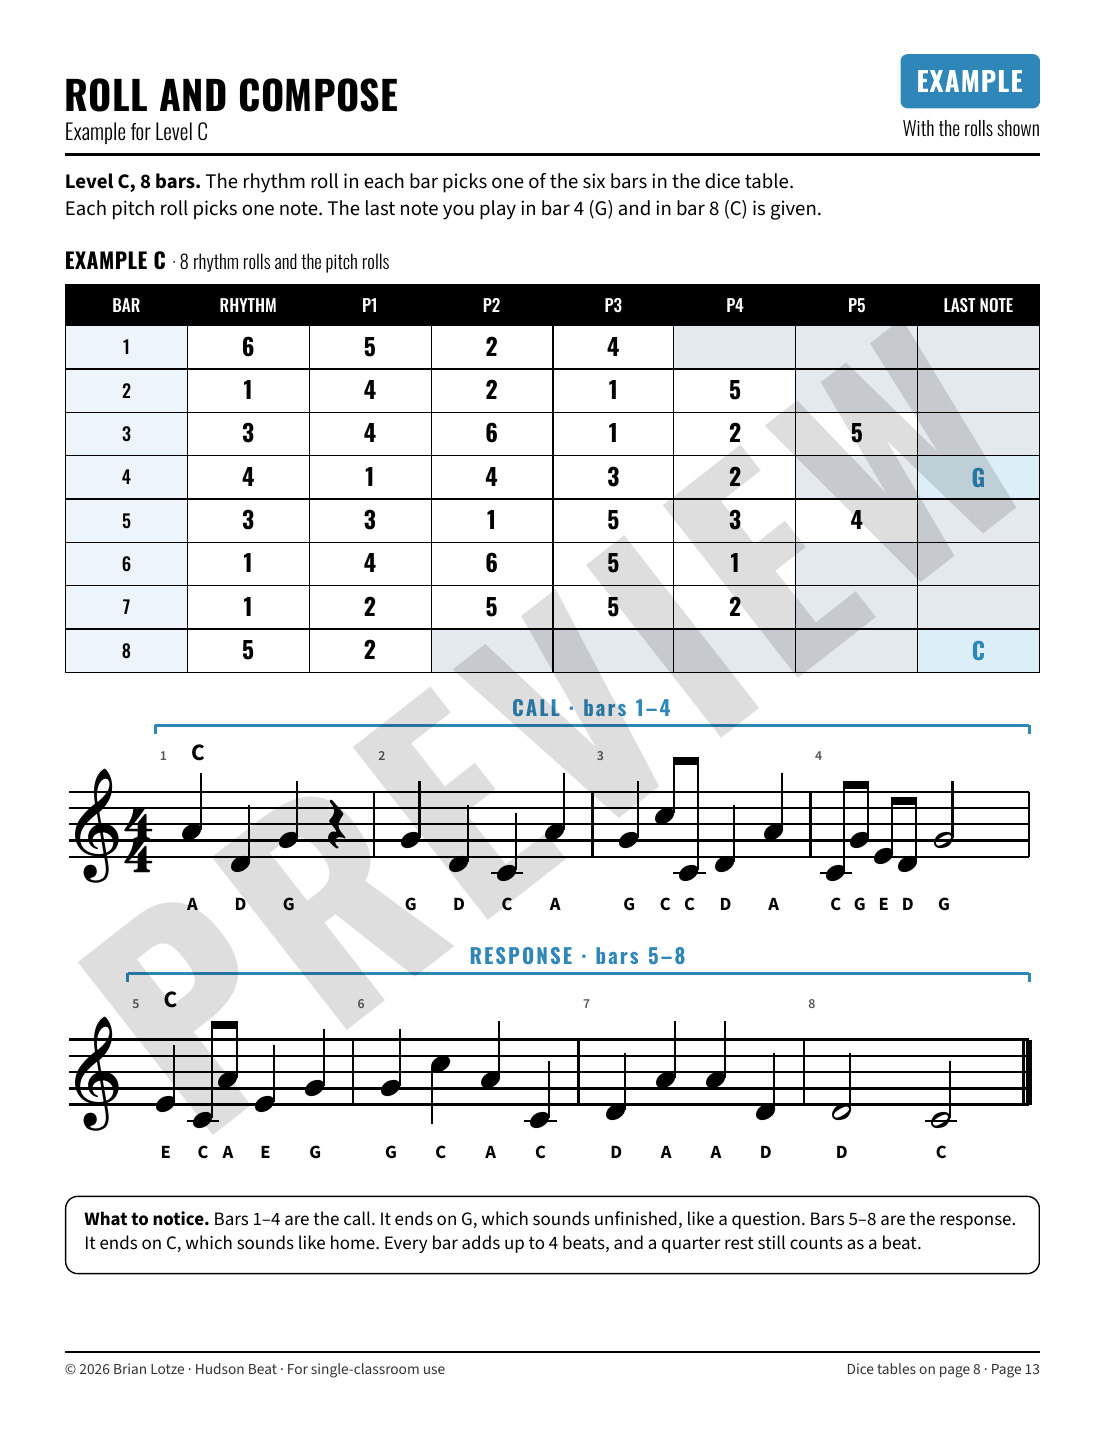 ROLL AND COMPOSE
Example for Level C
EXAMPLE
With the rolls shown
Level C, 8 bars. The rhythm roll in each bar picks one of the six bars in the dice table.
Each pitch roll picks one note. The last note you play in bar 4 (G) and in bar 8 (C) is given.
EXAMPLE C · 8 rhythm rolls and the pitch rolls
BAR RHYTHM P1 P2 P3 P4 P5 LAST NOTE
1 6 5 2 4
2 1 4 2 1 5
3 3 4 6 1 2 5
4 4 1 4 3 2 G
5 3 3 1 5 3 4
6 1 4 6 5 1
7 1 2 5 5 2
8 5 2 C
PREVIEW
CALL · bars 1–4
1 C 2 3 4
4
4
A D G G D C A G C C D A C G E D G
RESPONSE · bars 5–8
5 C 6 7 8
E C A E G G C A C D A A D D C
What to notice. Bars 1–4 are the call. It ends on G, which sounds unfinished, like a question. Bars 5–8 are the response.
It ends on C, which sounds like home. Every bar adds up to 4 beats, and a quarter rest still counts as a beat.
© 2026 Brian Lotze · Hudson Beat · For single-classroom use
Dice tables on page 8 · Page 13